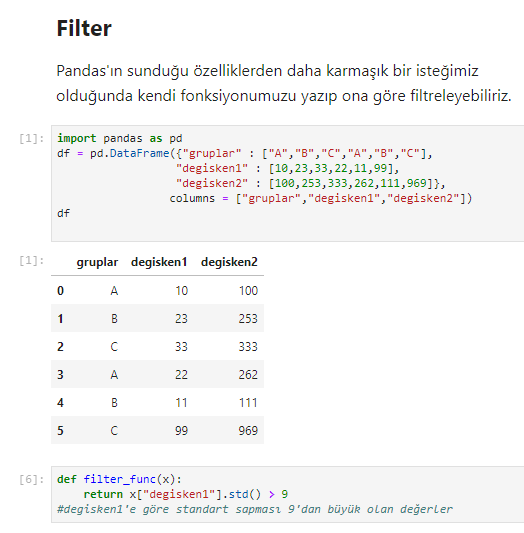 Filter
Pandas'ın sunduğu özelliklerden daha karmaşık bir isteğimiz
olduğunda kendi fonksiyonumuzu yazıp ona göre filtreleyebiliriz.
[1]: import pandas as pd
df = pd.DataFrame({"gruplar" : ["A","B","C","A","B","C"],
"degisken1" : [10,23,33,22,11,99],
"degisken2" : [100,253,333,262,111,969]},
columns = ["gruplar","degisken1","degisken2"])
df
[1]: gruplar degisken1 degisken2
0 A 10 100
1 B 23 253
2 C 33 333
3 A 22 262
4 B 11 111
5 C 99 969
[6]: def filter_func(x):
return x["degisken1"].std() > 9
#degisken1'e göre standart sapması 9'dan büyük olan değerler